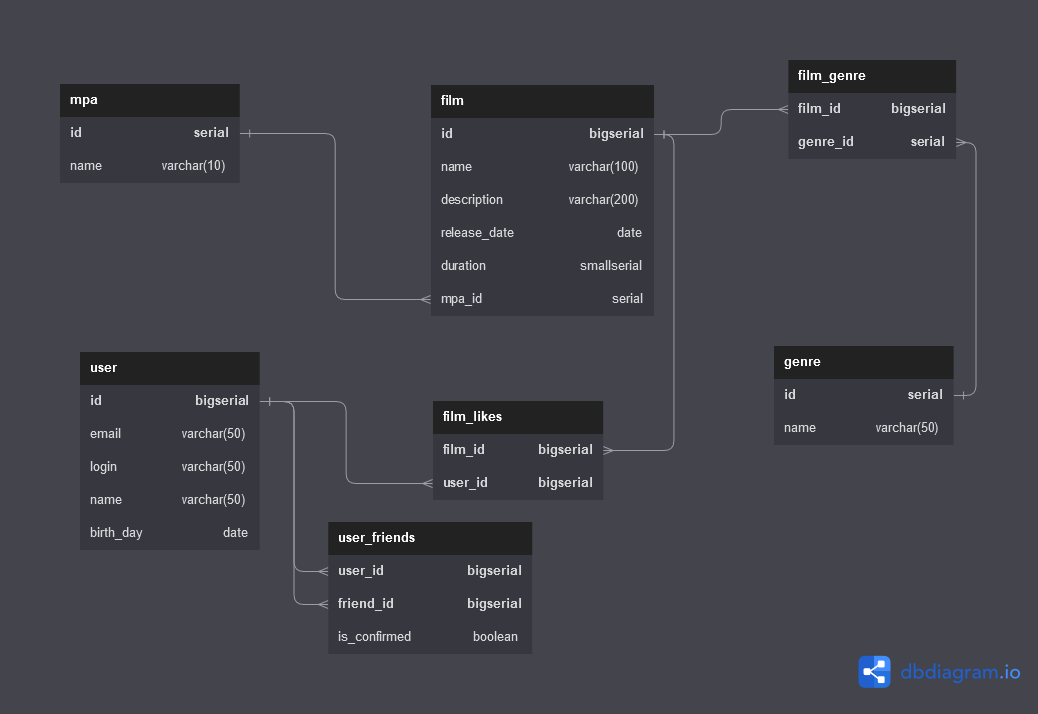 mpa
id serial
name varchar(10)
film
id bigserial
name varchar(100)
description varchar(200)
release_date date
duration smallserial
mpa_id serial
film_genre
film_id bigserial
genre_id serial
user
id bigserial
email varchar(50)
login varchar(50)
name varchar(50)
birth_day date
film_likes
film_id bigserial
user_id bigserial
genre
id serial
name varchar(50)
user_friends
user_id bigserial
friend_id bigserial
is_confirmed boolean
dbdiagram.io